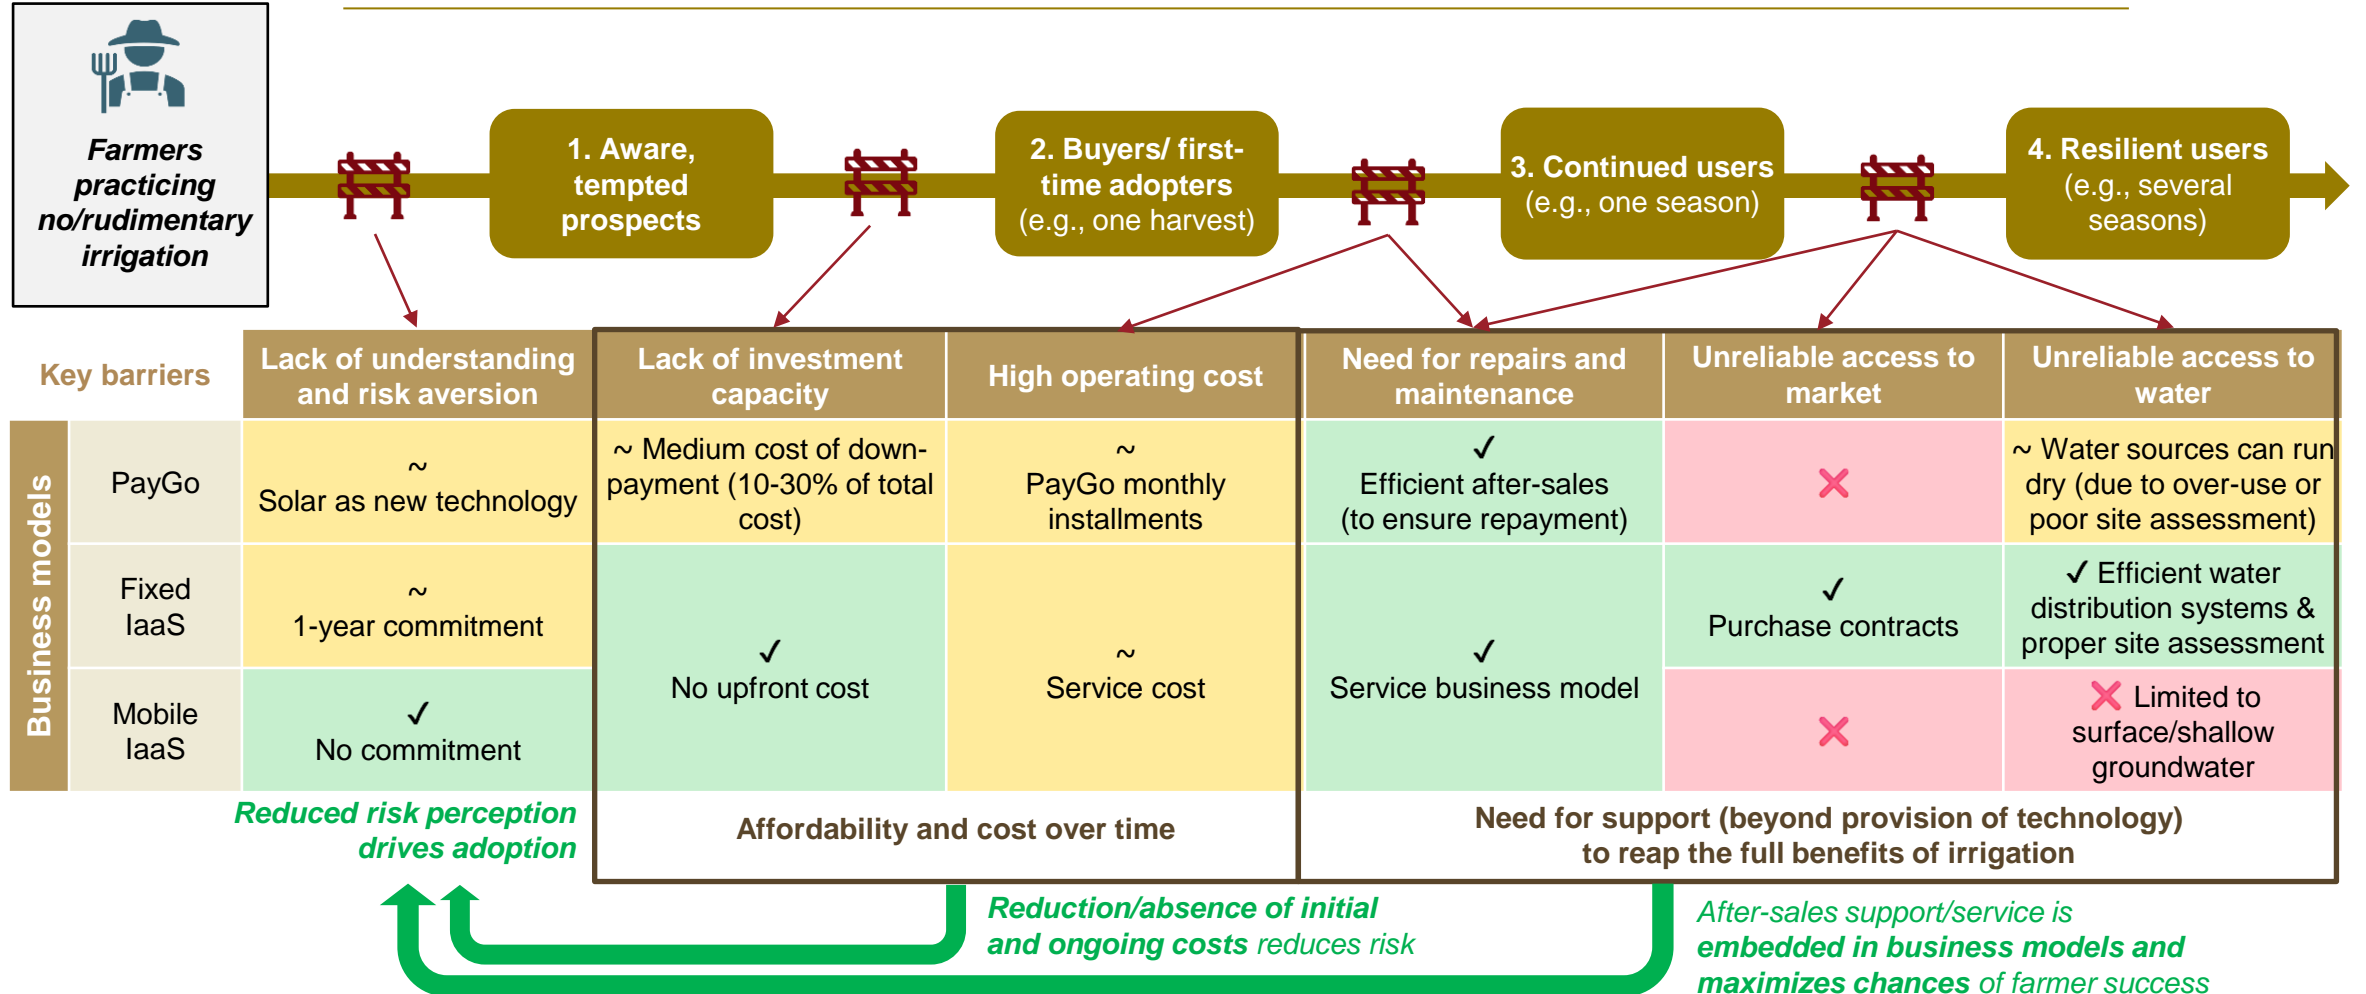 Farmers
practicing
no/rudimentary
irrigation
1. Aware,
tempted
prospects
2. Buyers/ first-
time adopters
(e.g., one harvest)
3. Continued users
(e.g., one season)
4. Resilient users
(e.g., several
seasons)
Key barriers
Lack of understanding
and risk aversion
Lack of investment
capacity
High operating cost
Need for repairs and
maintenance
Unreliable access to
market
Unreliable access to
water
Business models
PayGo
~
Solar as new technology
~ Medium cost of down-
payment (10-30% of total
cost)
~
PayGo monthly
installments
✓
Efficient after-sales
(to ensure repayment)
❌
~ Water sources can run
dry (due to over-use or
poor site assessment)
Fixed
IaaS
~
1-year commitment
✓
No upfront cost
~
Service cost
✓
Service business model
✓
Purchase contracts
✓ Efficient water
distribution systems &
proper site assessment
Mobile
IaaS
✓
No commitment
❌
❌ Limited to
surface/shallow
groundwater
Reduced risk perception
drives adoption
Affordability and cost over time
Need for support (beyond provision of technology)
to reap the full benefits of irrigation
Reduction/absence of initial
and ongoing costs reduces risk
After-sales support/service is
embedded in business models and
maximizes chances of farmer success